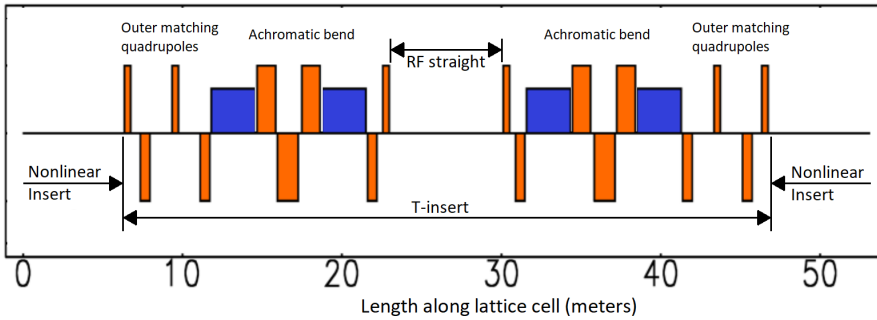 Outer matching
quadrupoles
Achromatic bend
RF straight
Achromatic bend
Outer matching
quadrupoles
Nonlinear
Insert
T-insert
Nonlinear
Insert
0 10 20 30 40 50
Length along lattice cell (meters)